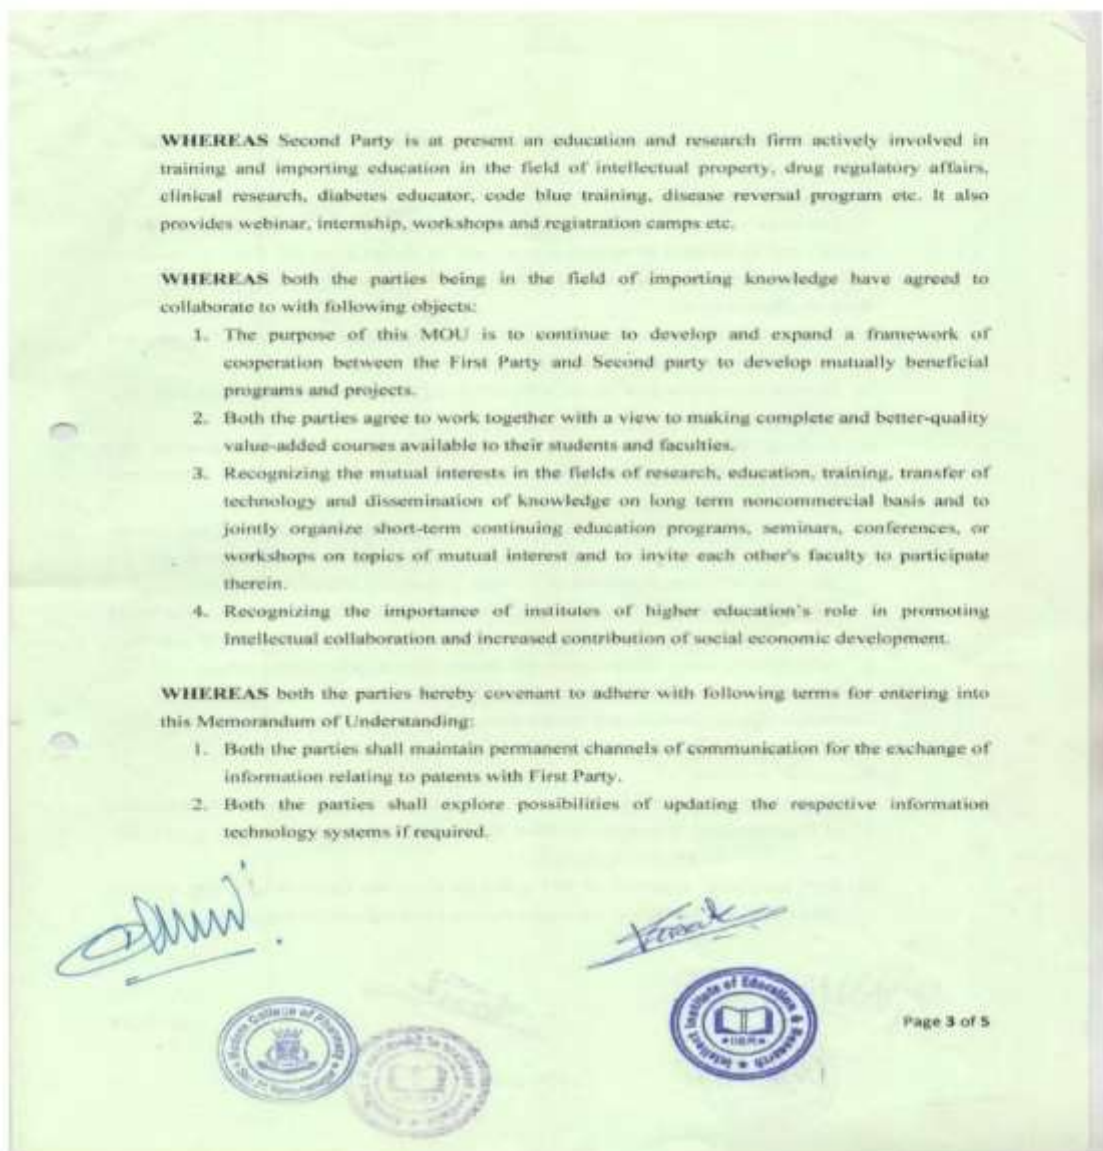 WHEREAS Second Party is at present an education and research firm actively involved in
training and importing education in the field of intellectual property, drug regulatory affairs,
clinical research, diabetes educator, code blue training, disease reversal program etc. It also
provides webinar, internship, workshops and registration camps etc.
WHEREAS both the parties being in the field of importing knowledge have agreed to
collaborate to with following objects:
1. The purpose of this MOU is to continue to develop and expand a framework of
cooperation between the First Party and Second party to develop mutually beneficial
programs and projects.
2. Both the parties agree to work together with a view to making complete and better-quality
value-added courses available to their students and faculties.
3. Recognizing the mutual interests in the fields of research, education, training, transfer of
technology and dissemination of knowledge on long term noncommercial basis and to
jointly organize short-term continuing education programs, seminars, conferences, or
workshops on topics of mutual interest and to invite each other's faculty to participate
therein.
4. Recognizing the importance of institutes of higher education's role in promoting
Intellectual collaboration and increased contribution of social economic development.
WHEREAS both the parties hereby covenant to adhere with following terms for entering into
this Memorandum of Understanding:
1. Both the parties shall maintain permanent channels of communication for the exchange of
information relating to patents with First Party.
2. Both the parties shall explore possibilities of updating the respective information
technology systems if required.
College of Pharmacy
Intellect Institute of Education & Research
IIER
Page 3 of 5